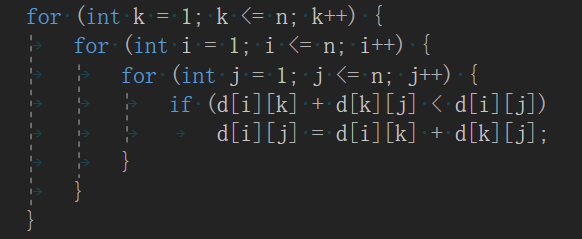 for (int k = 1; k <= n; k++) {
    for (int i = 1; i <= n; i++) {
        for (int j = 1; j <= n; j++) {
            if (d[i][k] + d[k][j] < d[i][j])
                d[i][j] = d[i][k] + d[k][j];
        }
    }
}